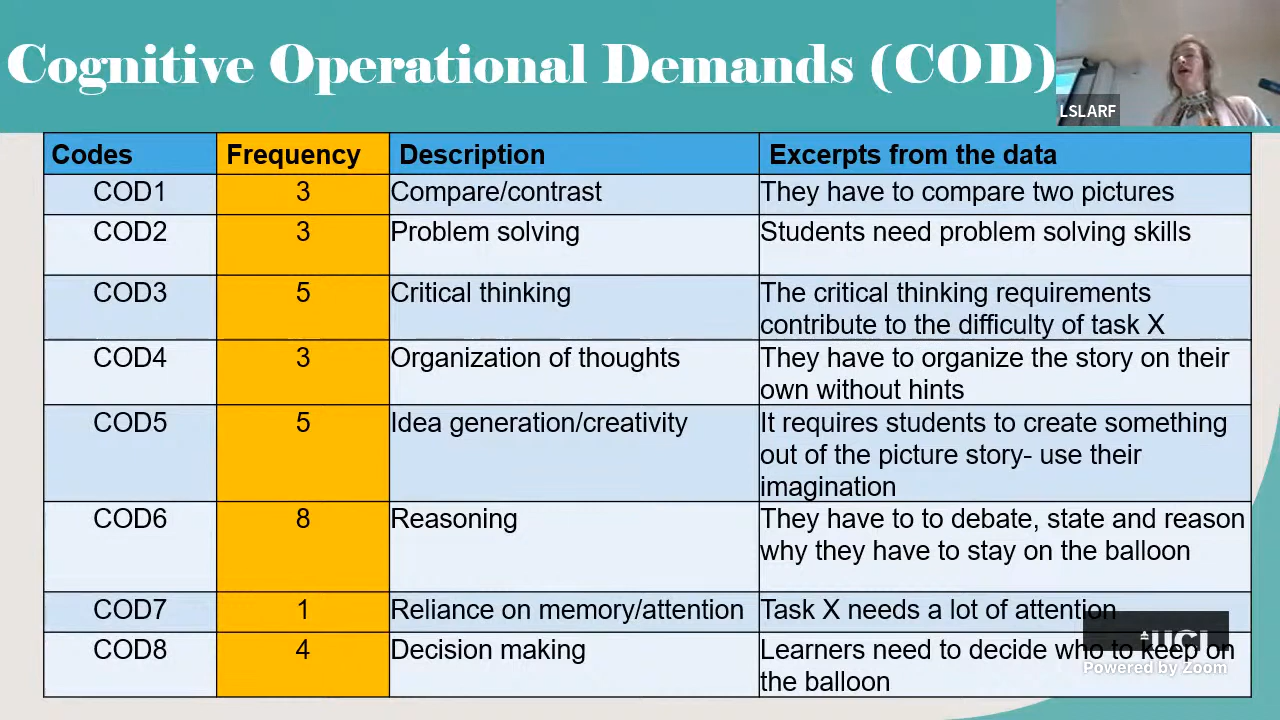 Cognitive Operational Demands (COD)
LSLARF
Codes Frequency Description Excerpts from the data
COD1 3 Compare/contrast They have to compare two pictures
COD2 3 Problem solving Students need problem solving skills
COD3 5 Critical thinking The critical thinking requirements
contribute to the difficulty of task X
COD4 3 Organization of thoughts They have to organize the story on their
own without hints
COD5 5 Idea generation/creativity It requires students to create something
out of the picture story- use their
imagination
COD6 8 Reasoning They have to to debate, state and reason
why they have to stay on the balloon
COD7 1 Reliance on memory/attention Task X needs a lot of attention
COD8 4 Decision making Learners need to decide who to keep on
the balloon
UCL
Powered by Zoom